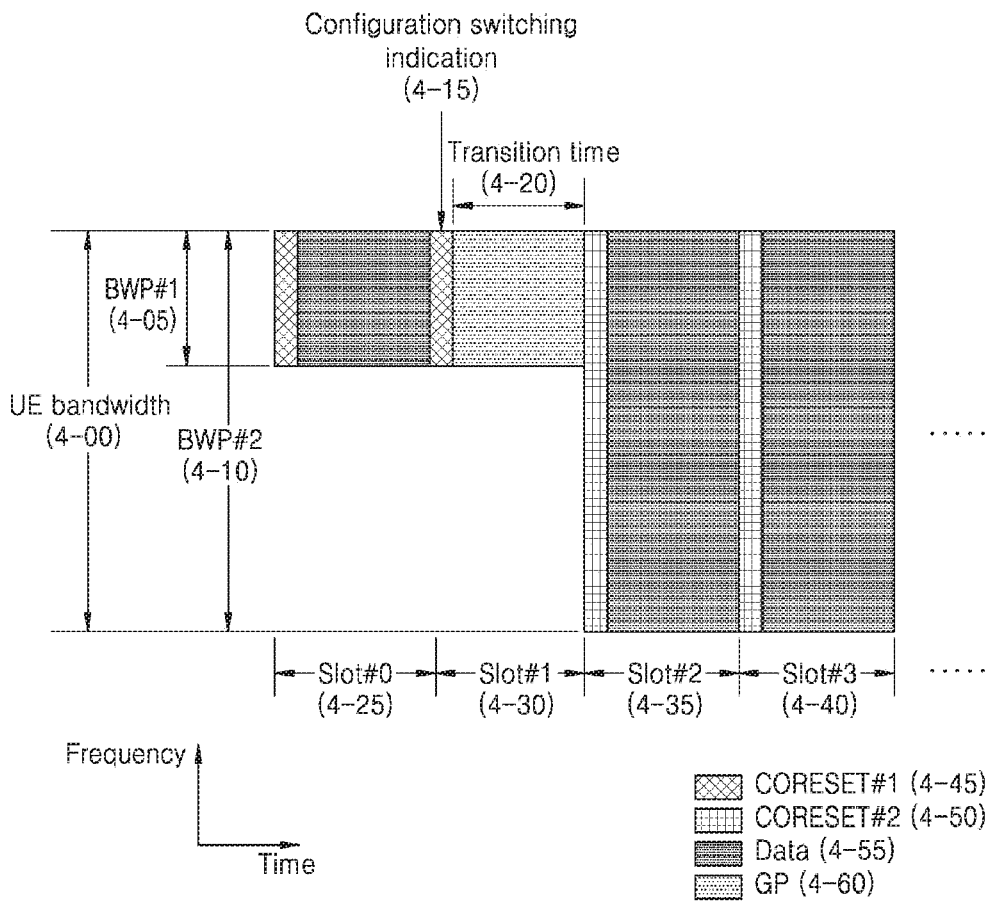 Configuration switching
indication
(4-15)
Transition time
(4-20)
BWP#1
(4-05)
UE bandwidth
(4-00)
BWP#2
(4-10)
.....
Slot#0
(4-25)
Slot#1
(4-30)
Slot#2
(4-35)
Slot#3
(4-40)
.....
Frequency
Time
CORESET#1 (4-45)
CORESET#2 (4-50)
Data (4-55)
GP (4-60)